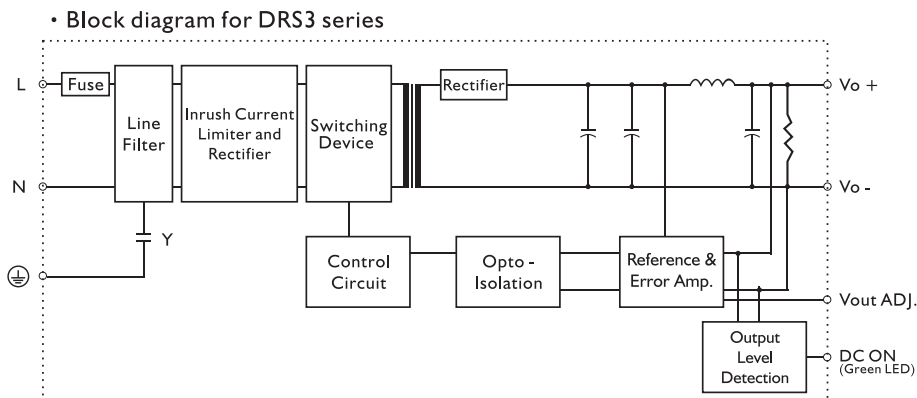 • Block diagram for DRS3 series
L
Fuse
Line
Filter
Inrush Current
Limiter and
Rectifier
Switching
Device
Rectifier
Vo +
N
Vo -
Y
Control
Circuit
Opto -
Isolation
Reference &
Error Amp.
Vout ADJ.
Output
Level
Detection
DC ON
(Green LED)